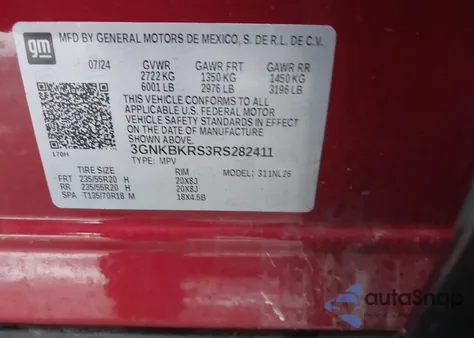 gm MFD BY GENERAL MOTORS DE MEXICO, S. DE R.L. DE C.V.
07/24 GVWR GAWR FRT GAWR RR
2722 KG 1350 KG 1450 KG
6001 LB 2976 LB 3196 LB
THIS VEHICLE CONFORMS TO ALL
APPLICABLE U.S. FEDERAL MOTOR
VEHICLE SAFETY STANDARDS IN EFFECT
ON THE DATE OF MANUFACTURE
SHOWN ABOVE.
170H 3GNKBKRS3RS282411
TYPE: MPV
TIRE SIZE RIM MODEL: 311NL26
FRT 235/55R20 H 20X8J
RR 235/55R20 H 20X8J
SPA T135/70R18 M 18X4.5B
autoSnap